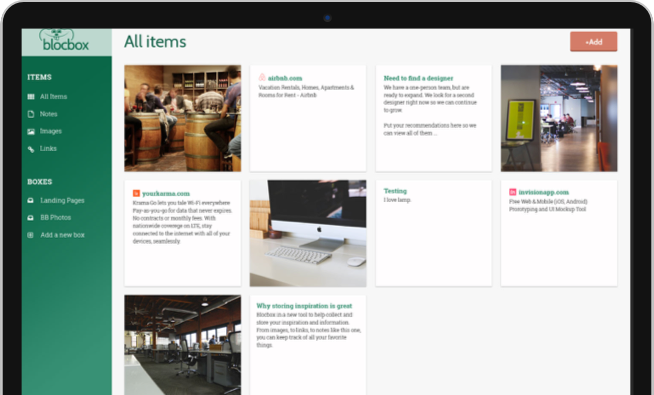 blocbox
All items
+Add
ITEMS
All Items
Notes
Images
Links
BOXES
Landing Pages
BB Photos
Add a new box
airbnb.com
Vacation Rentals, Homes, Apartments &
Rooms for Rent - Airbnb
Need to find a designer
We have a one-person team, but are
ready to expand. We look for a second
designer right now so we can continue
to grow.
Put your recommendations here so we
can view all of them ...
yourkarma.com
Karma Go lets you take Wi-Fi everywhere
Pay-as-you-go for data that never expires.
No contracts or monthly fees. With
nationwide coverage on LTE, stay
connected to the internet with all of your
devices, seamlessly.
Testing
I love lamp.
invisionapp.com
Free Web & Mobile (iOS, Android)
Prototyping and UI Mockup Tool
Why storing inspiration is great
Blocbox is a new tool to help collect and
store your inspiration and information.
From images, to links, to notes like this one,
you can keep track of all your favorite
things.